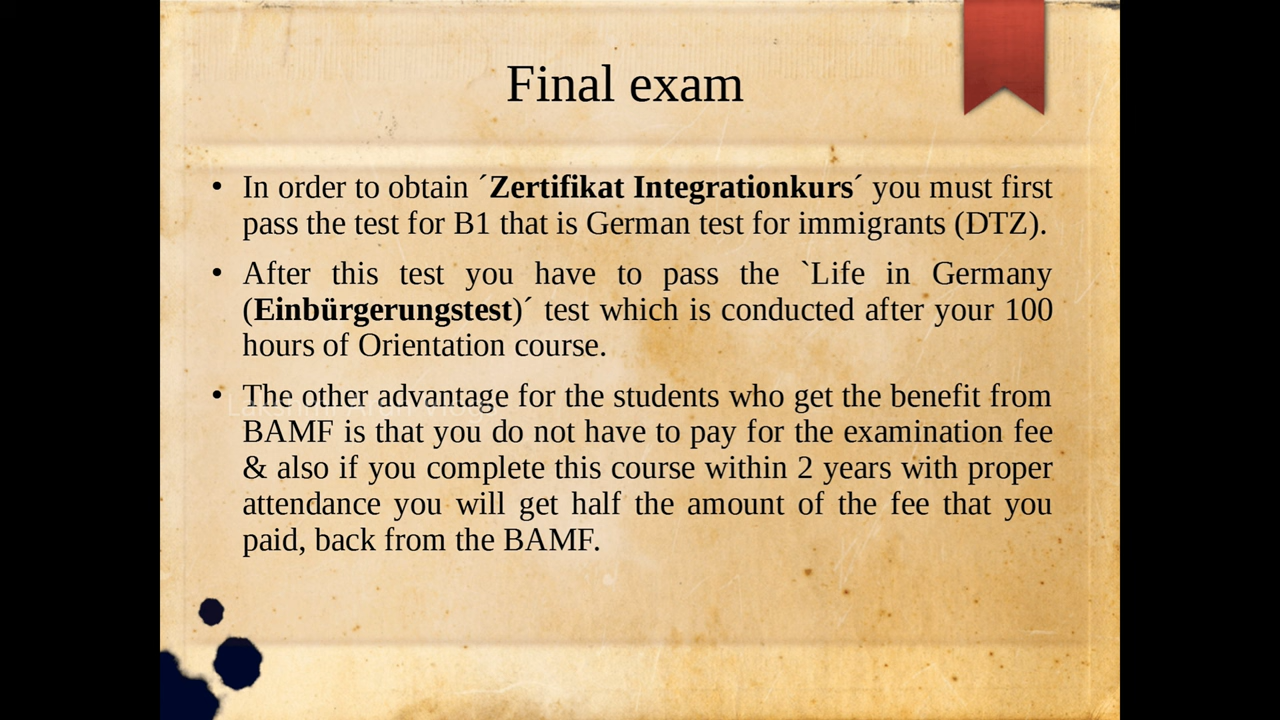 Final exam
• In order to obtain ´Zertifikat Integrationkurs´ you must first
pass the test for B1 that is German test for immigrants (DTZ).
• After this test you have to pass the `Life in Germany
(Einbürgerungstest)´ test which is conducted after your 100
hours of Orientation course.
• The other advantage for the students who get the benefit from
BAMF is that you do not have to pay for the examination fee
& also if you complete this course within 2 years with proper
attendance you will get half the amount of the fee that you
paid, back from the BAMF.